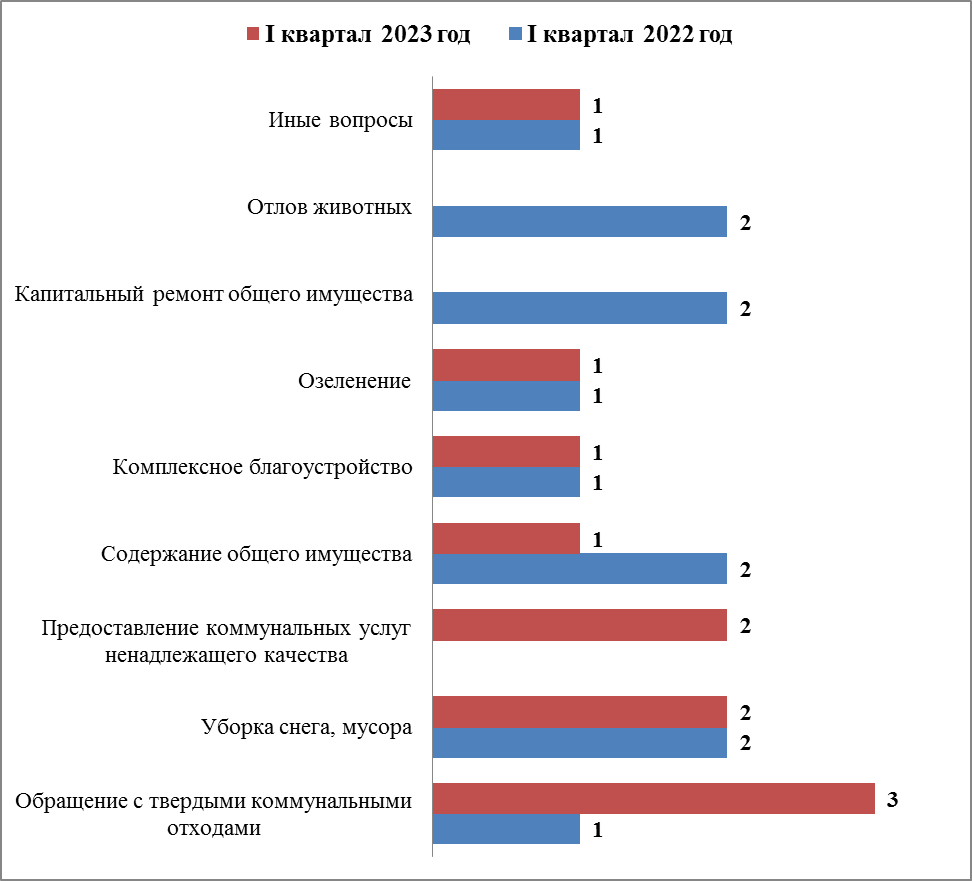 I квартал 2023 год I квартал 2022 год
Иные вопросы
1
1
Отлов животных
2
Капитальный ремонт общего имущества
2
Озеленение
1
1
Комплексное благоустройство
1
1
Содержание общего имущества
1
2
Предоставление коммунальных услуг
ненадлежащего качества
2
Уборка снега, мусора
2
2
Обращение с твердыми коммунальными
отходами
3
1